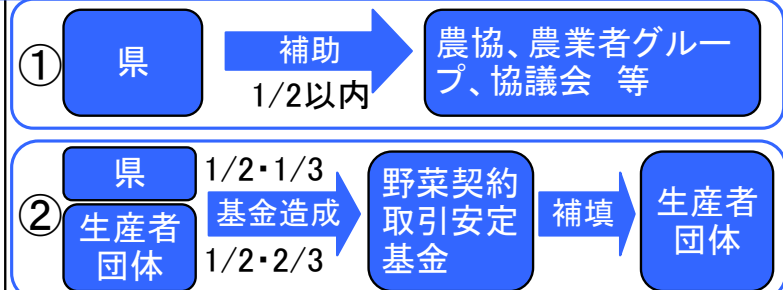 ①
県
補助
1/2以内
農協、農業者グルー
プ、協議会　等
②
県
生産者
団体
1/2・1/3
基金造成
1/2・2/3
野菜契約
取引安定
基金
補填
生産者
団体